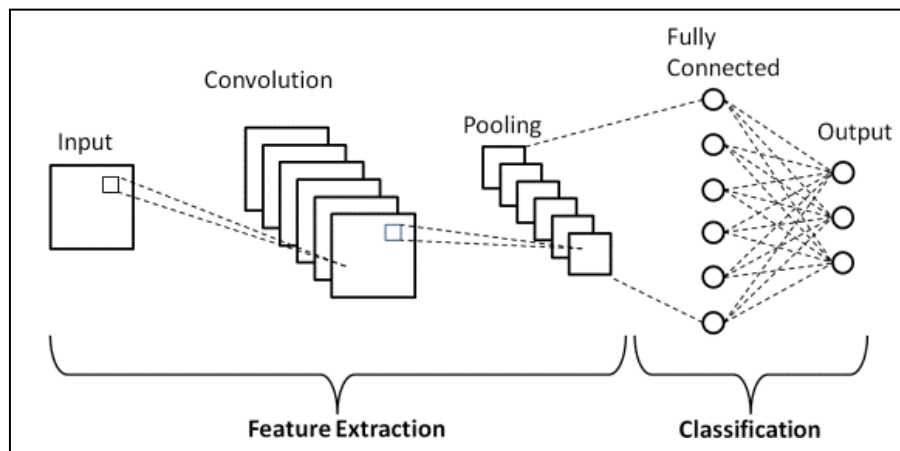 Input
Convolution
Pooling
Fully
Connected
Output
Feature Extraction
Classification